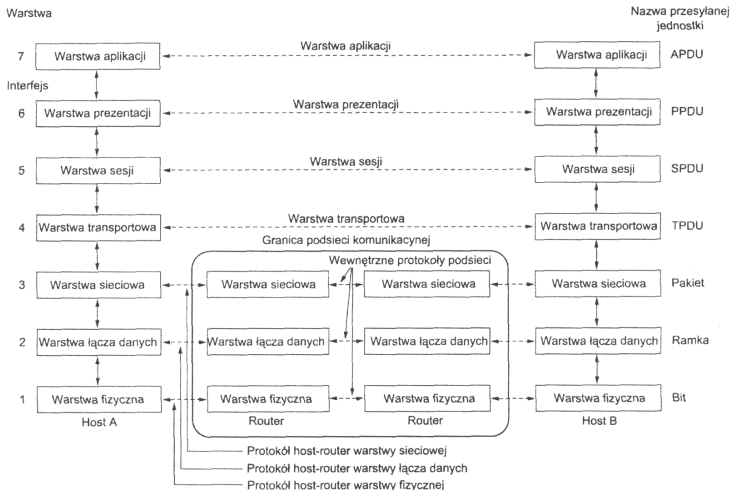 Warstwa
Nazwa przesyłanej
jednostki
7
Warstwa aplikacji
Warstwa aplikacji
Warstwa aplikacji
APDU
Interfejs
6
Warstwa prezentacji
Warstwa prezentacji
Warstwa prezentacji
PPDU
5
Warstwa sesji
Warstwa sesji
Warstwa sesji
SPDU
4
Warstwa transportowa
Warstwa transportowa
Warstwa transportowa
TPDU
Granica podsieci komunikacynej
Wewnętrzne protokoły podsieci
3
Warstwa sieciowa
Warstwa sieciowa
Warstwa sieciowa
Warstwa sieciowa
Pakiet
2
Warstwa łącza danych
Warstwa łącza danych
Warstwa łącza danych
Warstwa łącza danych
Ramka
1
Warstwa fizyczna
Warstwa fizyczna
Warstwa fizyczna
Warstwa fizyczna
Bit
Host A
Router
Router
Host B
Protokół host-router warstwy sieciowej
Protokół host-router warstwy łącza danych
Protokół host-router warstwy fizycznej